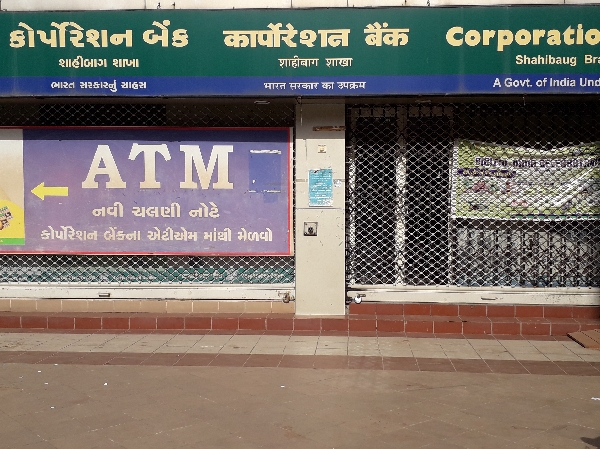 કોર્પોરેશન બેંક
શાહીબાગ શાખા
ભારત સરકારનું સાહસ
कार्पोरेशन बैंक
शाहीबाग शाखा
भारत सरकार का उपक्रम
Corporatio
Shahibaug Bra
A Govt. of India Und
ATM
નવી ચલણી નોટ
કોર્પોરેશન બેંકના એટીએમ માંથી મેળવો